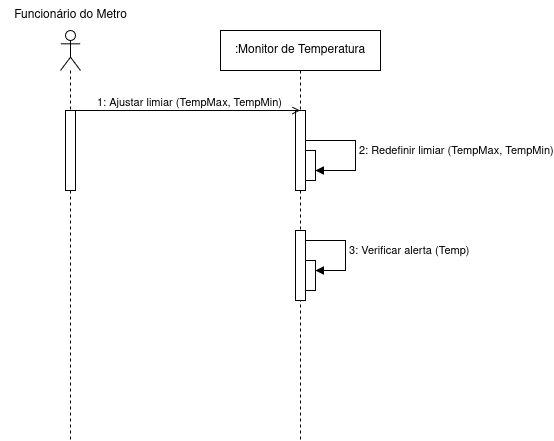 Funcionário do Metro
:Monitor de Temperatura
1: Ajustar limiar (TempMax, TempMin)
2: Redefinir limiar (TempMax, TempMin)
3: Verificar alerta (Temp)